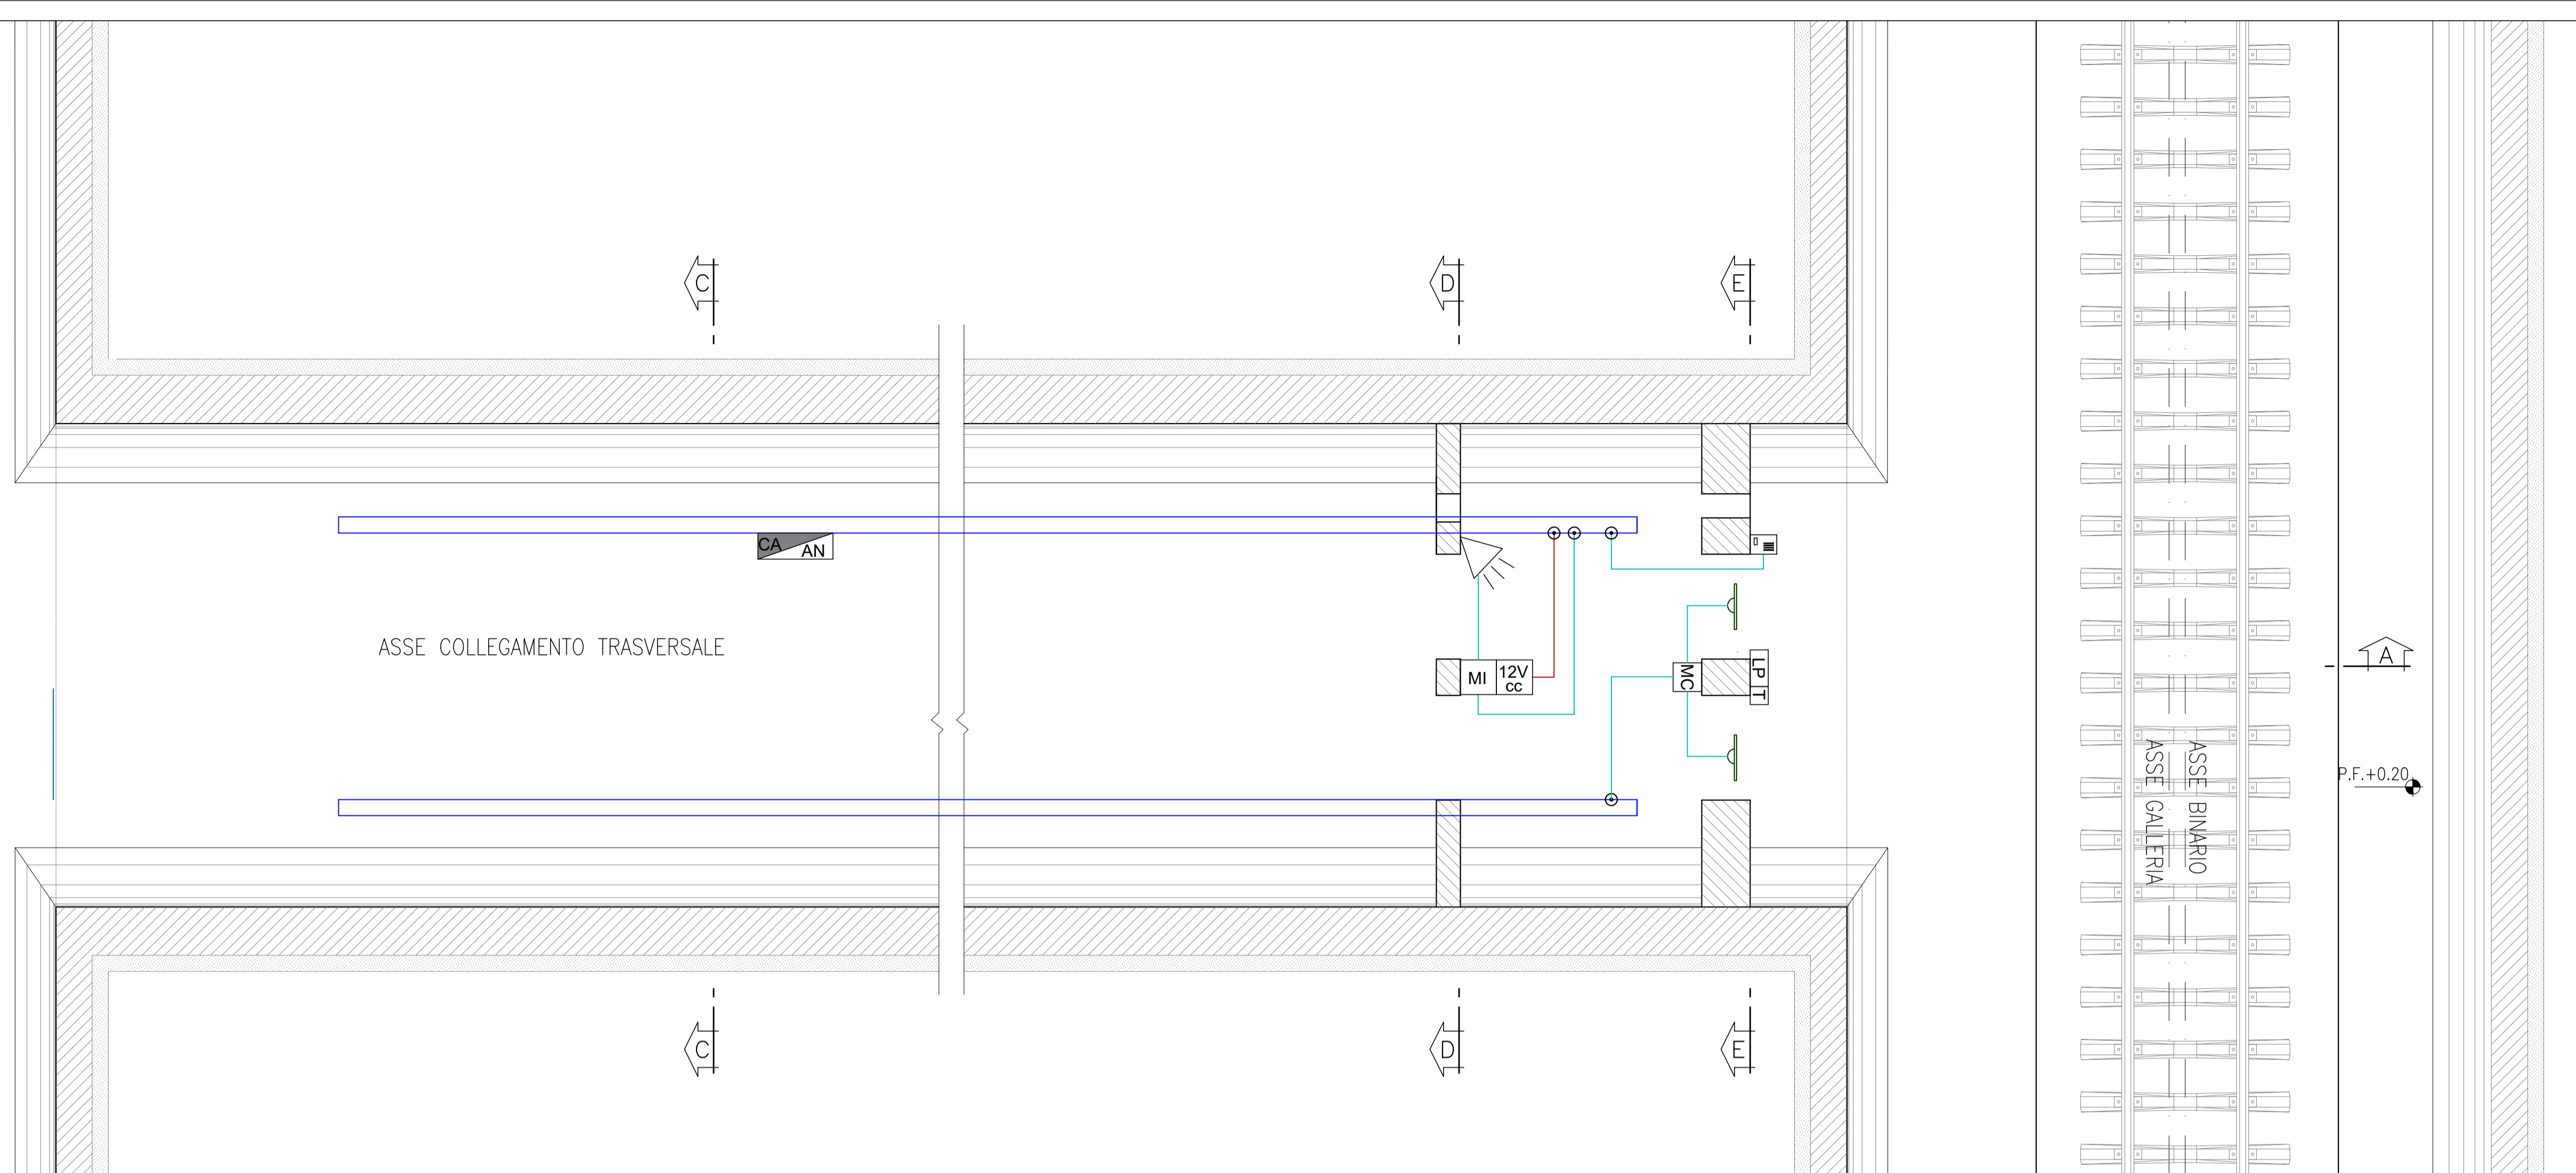 C
D
E
CA
AN
ASSE COLLEGAMENTO TRASVERSALE
MI
12V
cc
MC
LP
T
A
P.F.+0.20
ASSE BINARIO
ASSE GALLERIA
C
D
E